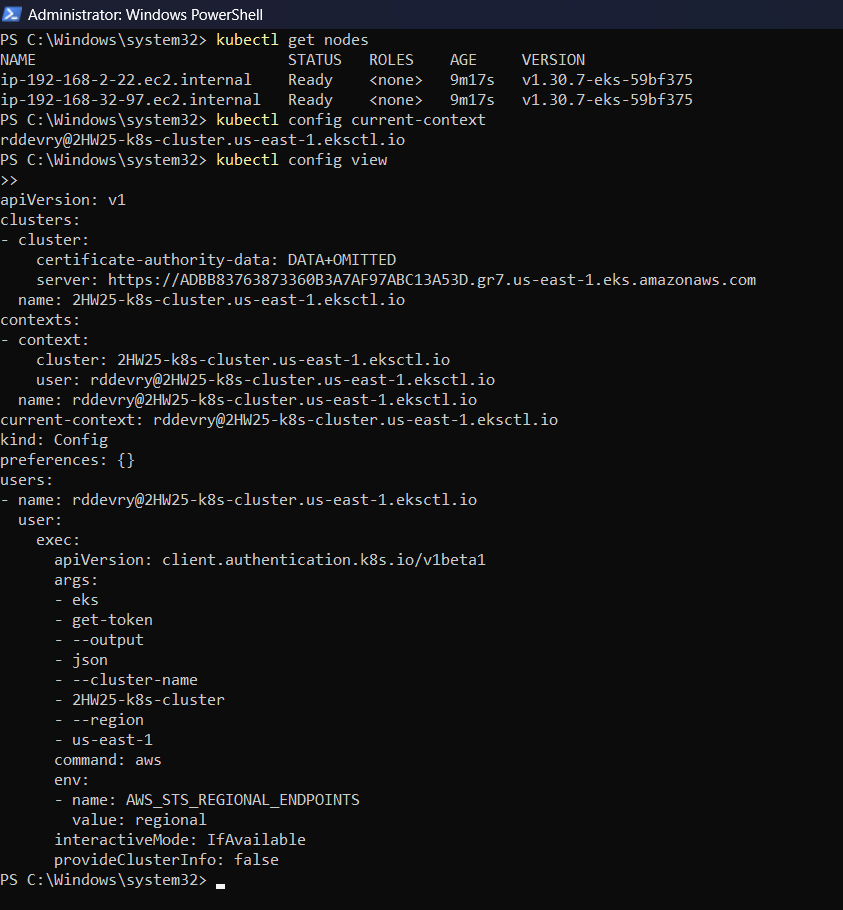 Administrator: Windows PowerShell
PS C:\Windows\system32> kubectl get nodes
NAME                            STATUS   ROLES    AGE     VERSION
ip-192-168-2-22.ec2.internal    Ready    <none>   9m17s   v1.30.7-eks-59bf375
ip-192-168-32-97.ec2.internal   Ready    <none>   9m17s   v1.30.7-eks-59bf375
PS C:\Windows\system32> kubectl config current-context
rddevry@2HW25-k8s-cluster.us-east-1.eksctl.io
PS C:\Windows\system32> kubectl config view
>>
apiVersion: v1
clusters:
- cluster:
    certificate-authority-data: DATA+OMITTED
    server: https://ADBB83763873360B3A7AF97ABC13A53D.gr7.us-east-1.eks.amazonaws.com
  name: 2HW25-k8s-cluster.us-east-1.eksctl.io
contexts:
- context:
    cluster: 2HW25-k8s-cluster.us-east-1.eksctl.io
    user: rddevry@2HW25-k8s-cluster.us-east-1.eksctl.io
  name: rddevry@2HW25-k8s-cluster.us-east-1.eksctl.io
current-context: rddevry@2HW25-k8s-cluster.us-east-1.eksctl.io
kind: Config
preferences: {}
users:
- name: rddevry@2HW25-k8s-cluster.us-east-1.eksctl.io
  user:
    exec:
      apiVersion: client.authentication.k8s.io/v1beta1
      args:
      - eks
      - get-token
      - --output
      - json
      - --cluster-name
      - 2HW25-k8s-cluster
      - --region
      - us-east-1
      command: aws
      env:
      - name: AWS_STS_REGIONAL_ENDPOINTS
        value: regional
      interactiveMode: IfAvailable
      provideClusterInfo: false
PS C:\Windows\system32>